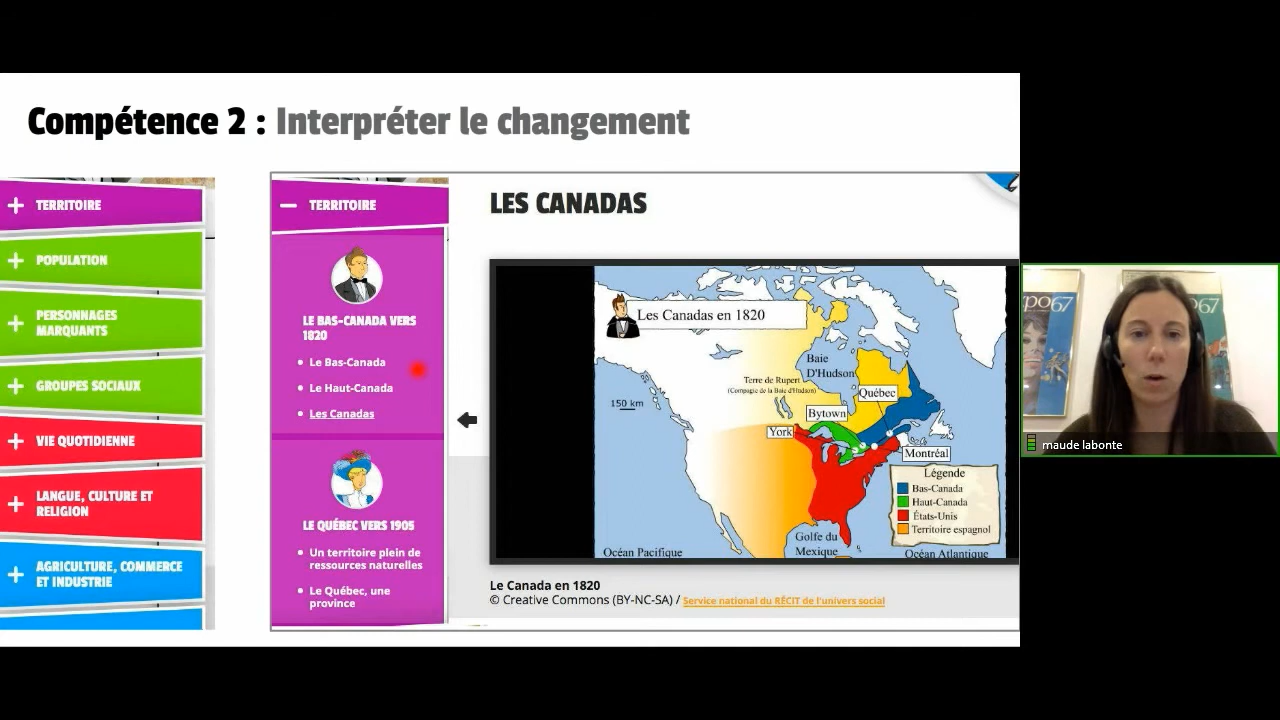 Compétence 2 : Interpréter le changement
TERRITOIRE
POPULATION
PERSONNAGES
MARQUANTS
GROUPES SOCIAUX
VIE QUOTIDIENNE
LANGUE, CULTURE ET
RELIGION
AGRICULTURE, COMMERCE
ET INDUSTRIE
TERRITOIRE
LE BAS-CANADA VERS
1820
Le Bas-Canada
Le Haut-Canada
Les Canadas
LE QUÉBEC VERS 1905
Un territoire plein de
ressources naturelles
Le Québec, une
province
LES CANADAS
Les Canadas en 1820
Baie
D'Hudson
Terre de Rupert
(Compagnie de la Baie d'Hudson)
Québec
150 km
Bytown
York
Montréal
Légende
Bas-Canada
Haut-Canada
États-Unis
Territoire espagnol
Golfe du
Mexique
Océan Pacifique
Océan Atlantique
Le Canada en 1820
© Creative Commons (BY-NC-SA) / Service national du RÉCIT de l'univers social
po67
67
maude labonte